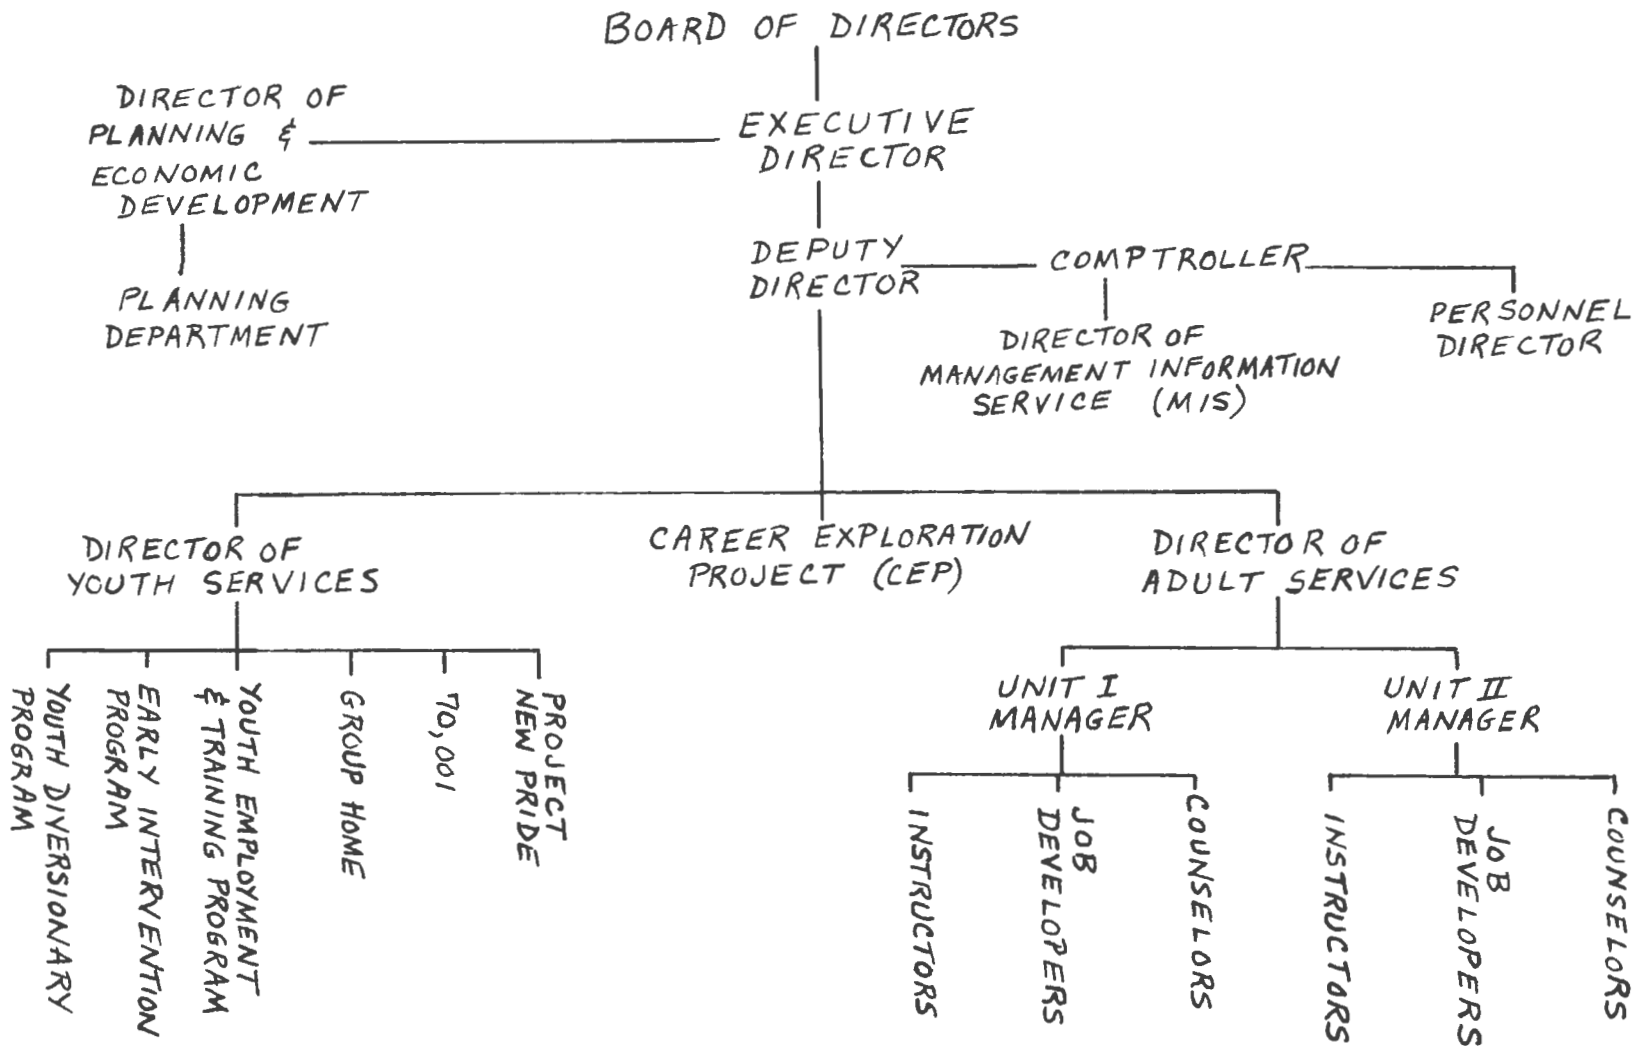 BOARD OF DIRECTORS
DIRECTOR OF
PLANNING &
ECONOMIC
DEVELOPMENT
EXECUTIVE
DIRECTOR
PLANNING
DEPARTMENT
DEPUTY
DIRECTOR
COMPTROLLER
DIRECTOR OF
MANAGEMENT INFORMATION
SERVICE (MIS)
PERSONNEL
DIRECTOR
DIRECTOR OF
YOUTH SERVICES
CAREER EXPLORATION
PROJECT (CEP)
DIRECTOR OF
ADULT SERVICES
YOUTH DIVERSIONARY
PROGRAM
EARLY INTERVENTION
PROGRAM
YOUTH EMPLOYMENT
& TRAINING PROGRAM
GROUP HOME
70,001
PROJECT
NEW PRIDE
UNIT I
MANAGER
UNIT II
MANAGER
INSTRUCTORS
JOB
DEVELOPERS
COUNSELORS
INSTRUCTORS
JOB
DEVELOPERS
COUNSELORS